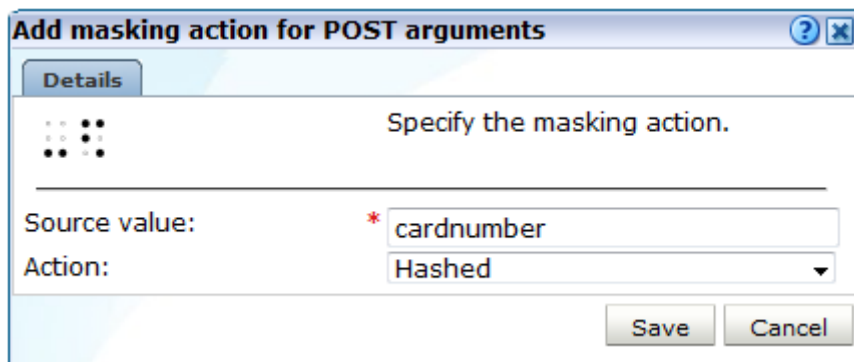 Add masking action for POST arguments
Details
Specify the masking action.
Source value: * cardnumber
Action: Hashed
Save Cancel